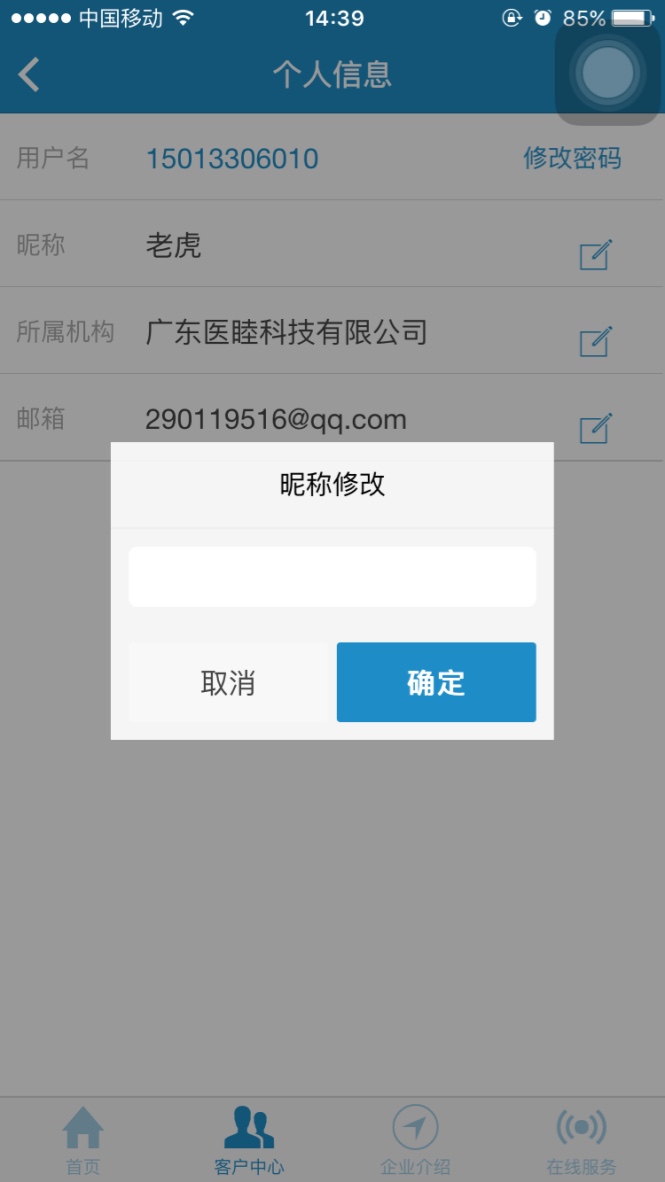 中国移动 14:39 85%
个人信息
用户名 15013306010 修改密码
昵称 老虎
所属机构 广东医睦科技有限公司
邮箱 290119516@qq.com
昵称修改
取消 确定
首页 客户中心 企业介绍 在线服务